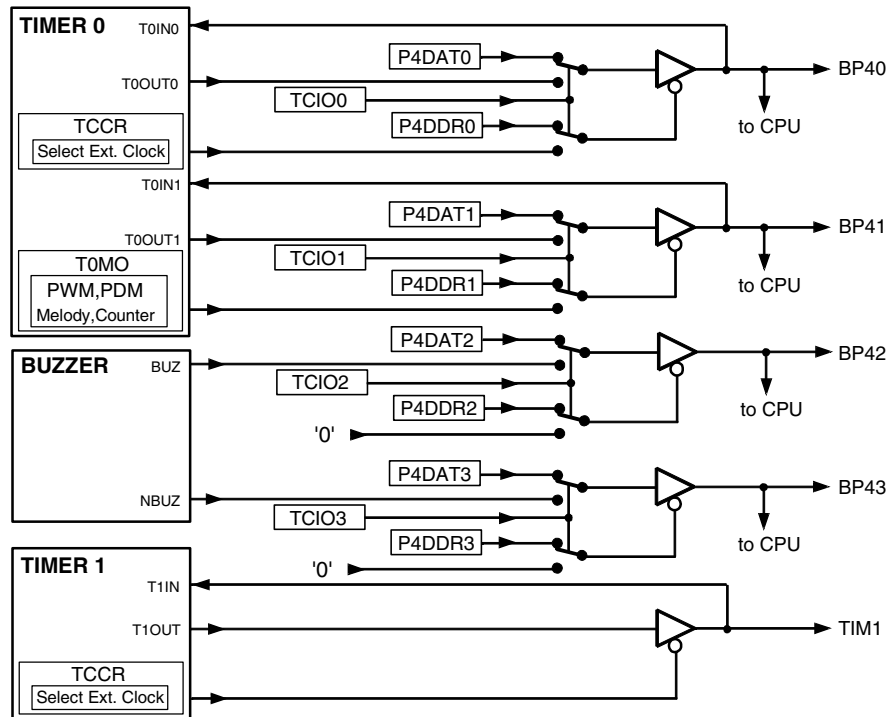 TIMER 0
T0IN0
P4DAT0
T0OUT0
BP40
TCIO0
TCCR
P4DDR0
to CPU
Select Ext. Clock
T0IN1
P4DAT1
T0OUT1
BP41
TCIO1
T0MO
P4DDR1
to CPU
PWM,PDM
Melody,Counter
P4DAT2
BUZZER
BUZ
BP42
TCIO2
P4DDR2
to CPU
'0'
P4DAT3
NBUZ
BP43
TCIO3
P4DDR3
to CPU
'0'
TIMER 1
T1IN
T1OUT
TIM1
TCCR
Select Ext. Clock